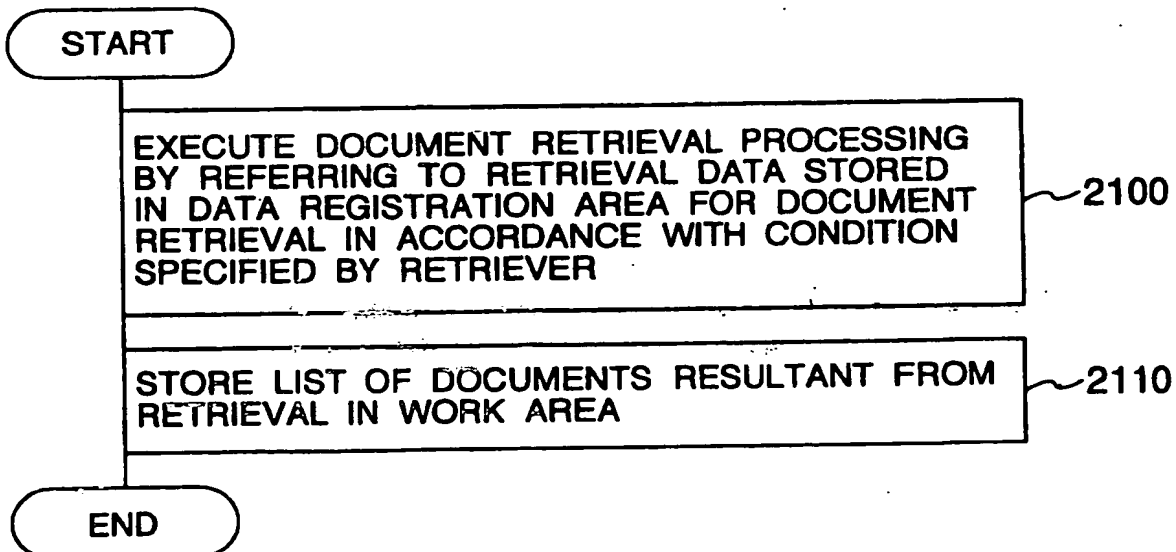 START
EXECUTE DOCUMENT RETRIEVAL PROCESSING
BY REFERRING TO RETRIEVAL DATA STORED
IN DATA REGISTRATION AREA FOR DOCUMENT
RETRIEVAL IN ACCORDANCE WITH CONDITION
SPECIFIED BY RETRIEVER
2100
STORE LIST OF DOCUMENTS RESULTANT FROM
RETRIEVAL IN WORK AREA
2110
END